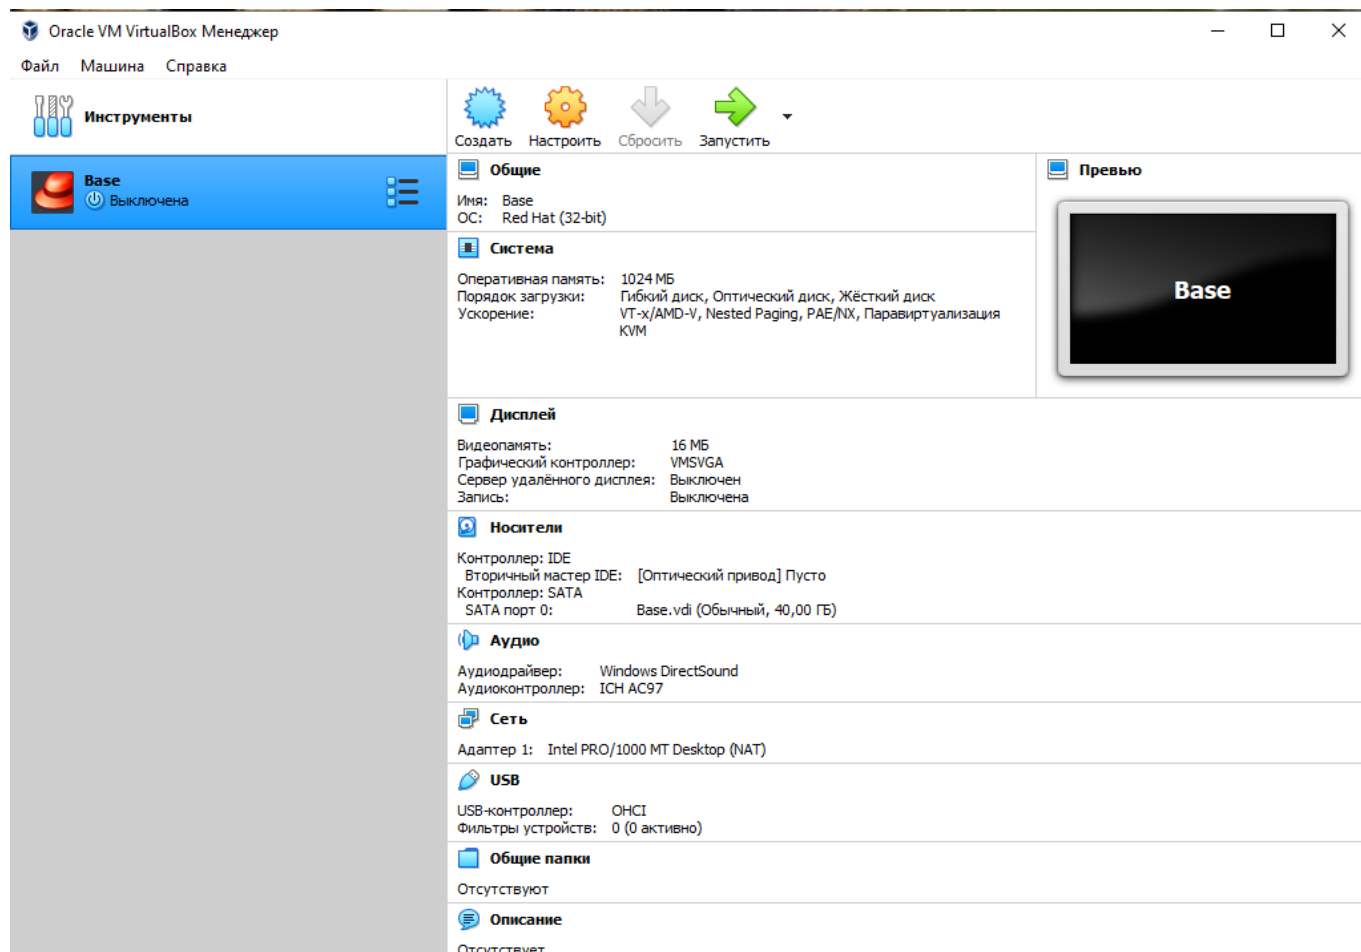 Oracle VM VirtualBox Менеджер
Файл Машина Справка
Инструменты
Создать Настроить Сбросить Запустить
Base
Выключена
Общие
Имя: Base
ОС: Red Hat (32-bit)
Превью
Base
Система
Оперативная память: 1024 МБ
Порядок загрузки: Гибкий диск, Оптический диск, Жёсткий диск
Ускорение: VT-x/AMD-V, Nested Paging, PAE/NX, Паравиртуализация
KVM
Дисплей
Видеопамять: 16 МБ
Графический контроллер: VMSVGA
Сервер удалённого дисплея: Выключен
Запись: Выключена
Носители
Контроллер: IDE
Вторичный мастер IDE: [Оптический привод] Пусто
Контроллер: SATA
SATA порт 0: Base.vdi (Обычный, 40,00 ГБ)
Аудио
Аудиодрайвер: Windows DirectSound
Аудиоконтроллер: ICH AC97
Сеть
Адаптер 1: Intel PRO/1000 MT Desktop (NAT)
USB
USB-контроллер: OHCI
Фильтры устройств: 0 (0 активно)
Общие папки
Отсутствуют
Описание
Отсутствует